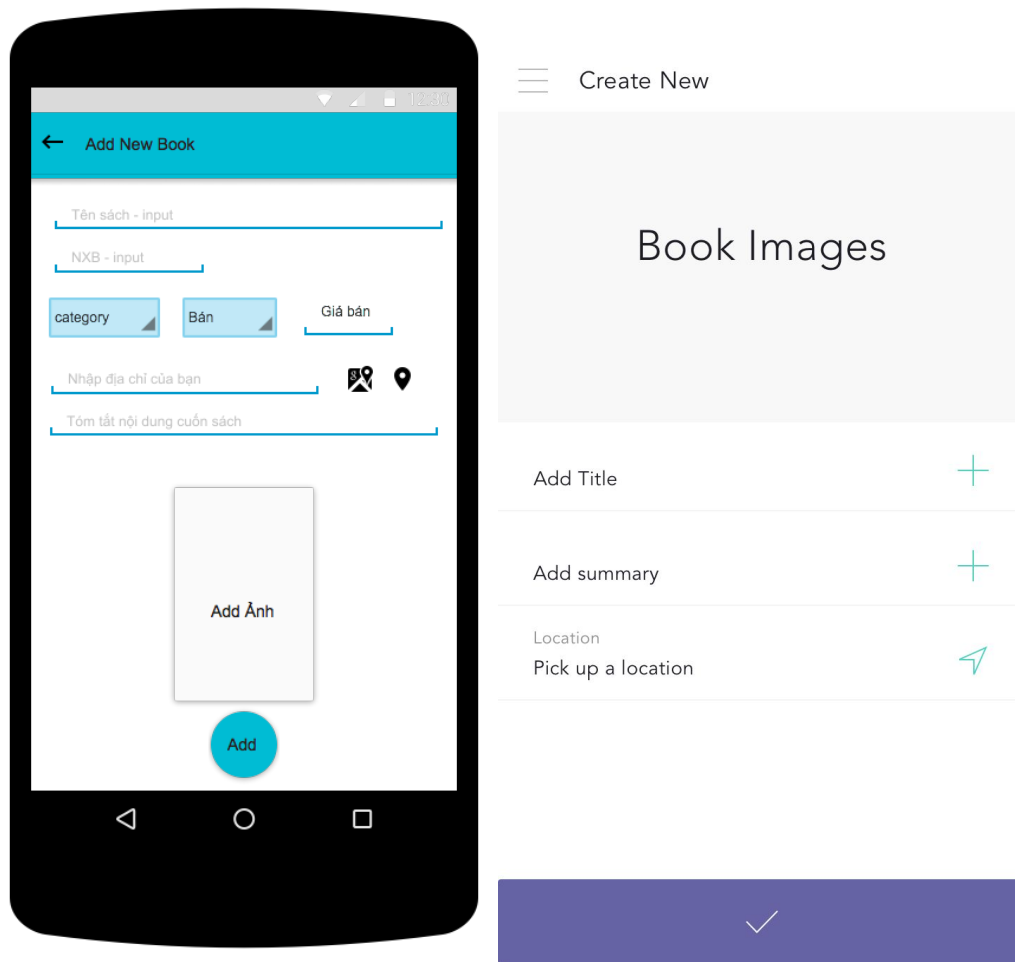 12:30
Add New Book
Tên sách - input
NXB - input
category
Bán
Giá bán
Nhập địa chỉ của bạn
Tóm tắt nội dung cuốn sách
Add Ảnh
Add
Create New
Book Images
Add Title
Add summary
Location
Pick up a location